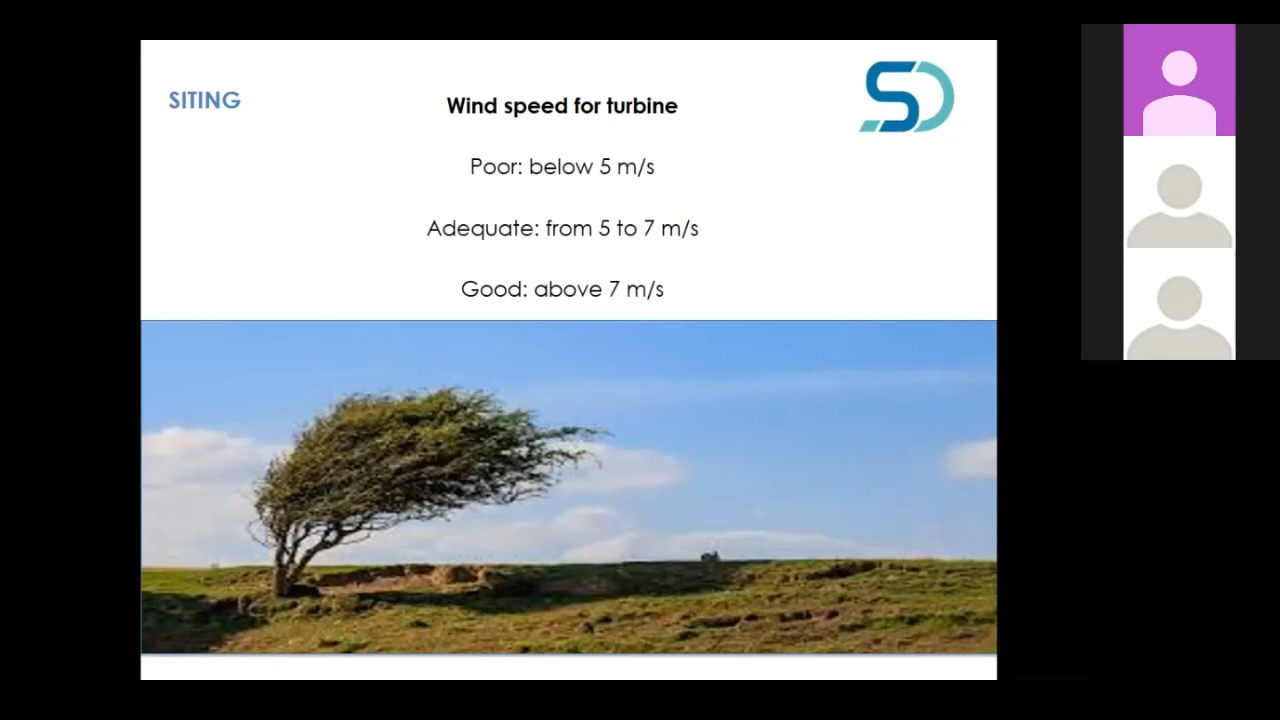 SITING
Wind speed for turbine
Poor: below 5 m/s
Adequate: from 5 to 7 m/s
Good: above 7 m/s